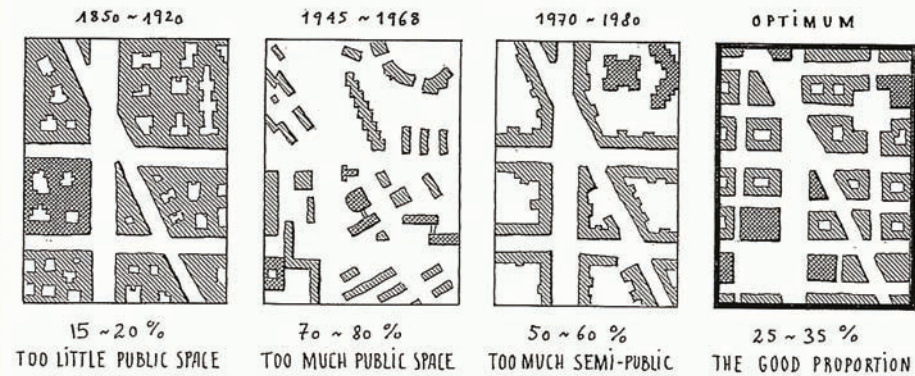 1850 ~ 1920
1945 ~ 1968
1970 ~ 1980
OPTiMUM
15 ~ 20 %
70 ~ 80 %
50 ~ 60 %
25 ~ 35 %
TOO LiTTLE PUBLIC SPACE
TOO MUCH PUBLIC SPACE
TOO MUCH SEMi-PUBLIC
THE GOOD PROPORTION